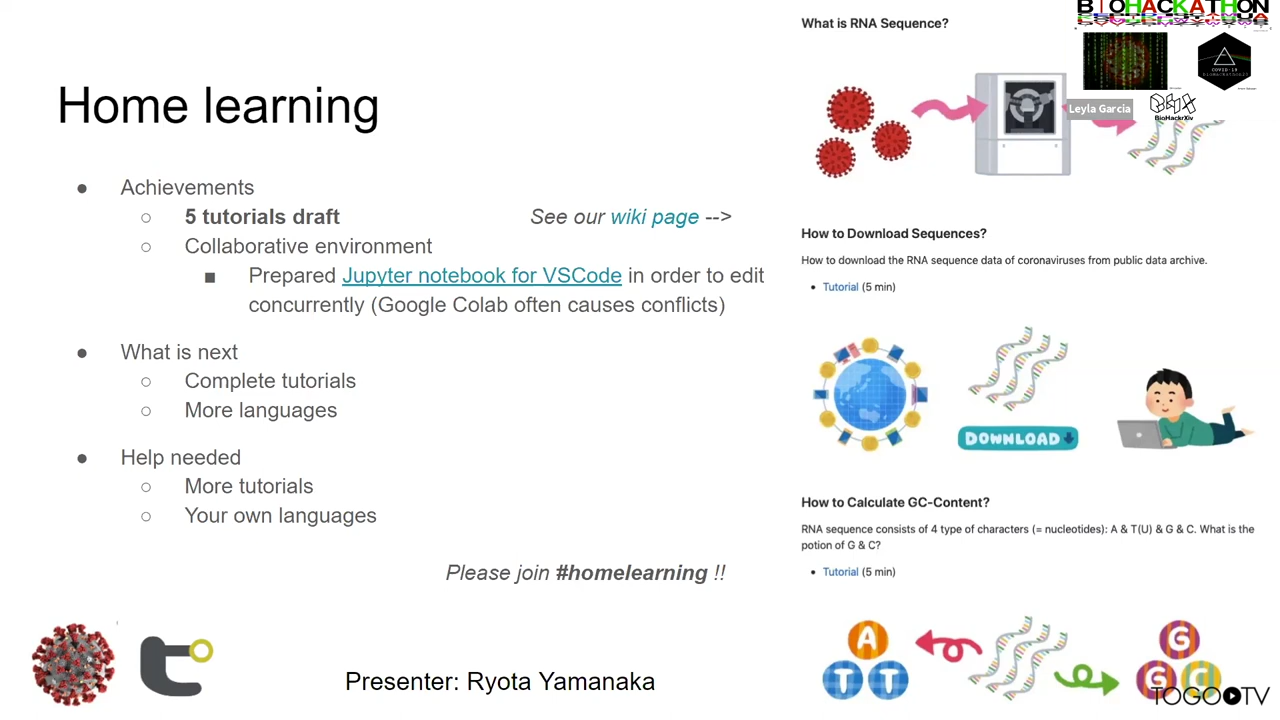 Home learning
Achievements
5 tutorials draft
See our wiki page -->
Collaborative environment
Prepared Jupyter notebook for VSCode in order to edit
concurrently (Google Colab often causes conflicts)
What is next
Complete tutorials
More languages
Help needed
More tutorials
Your own languages
Please join #homelearning !!
Presenter: Ryota Yamanaka
What is RNA Sequence?
BIOHACKATHON
COVID-19
Leyla Garcia
BioHackrXiv
How to Download Sequences?
How to download the RNA sequence data of coronaviruses from public data archive.
Tutorial (5 min)
DOWNLOAD
How to Calculate GC-Content?
RNA sequence consists of 4 type of characters (= nucleotides): A & T(U) & G & C. What is the
potion of G & C?
Tutorial (5 min)
A
T T
G
G C
TOGO TV